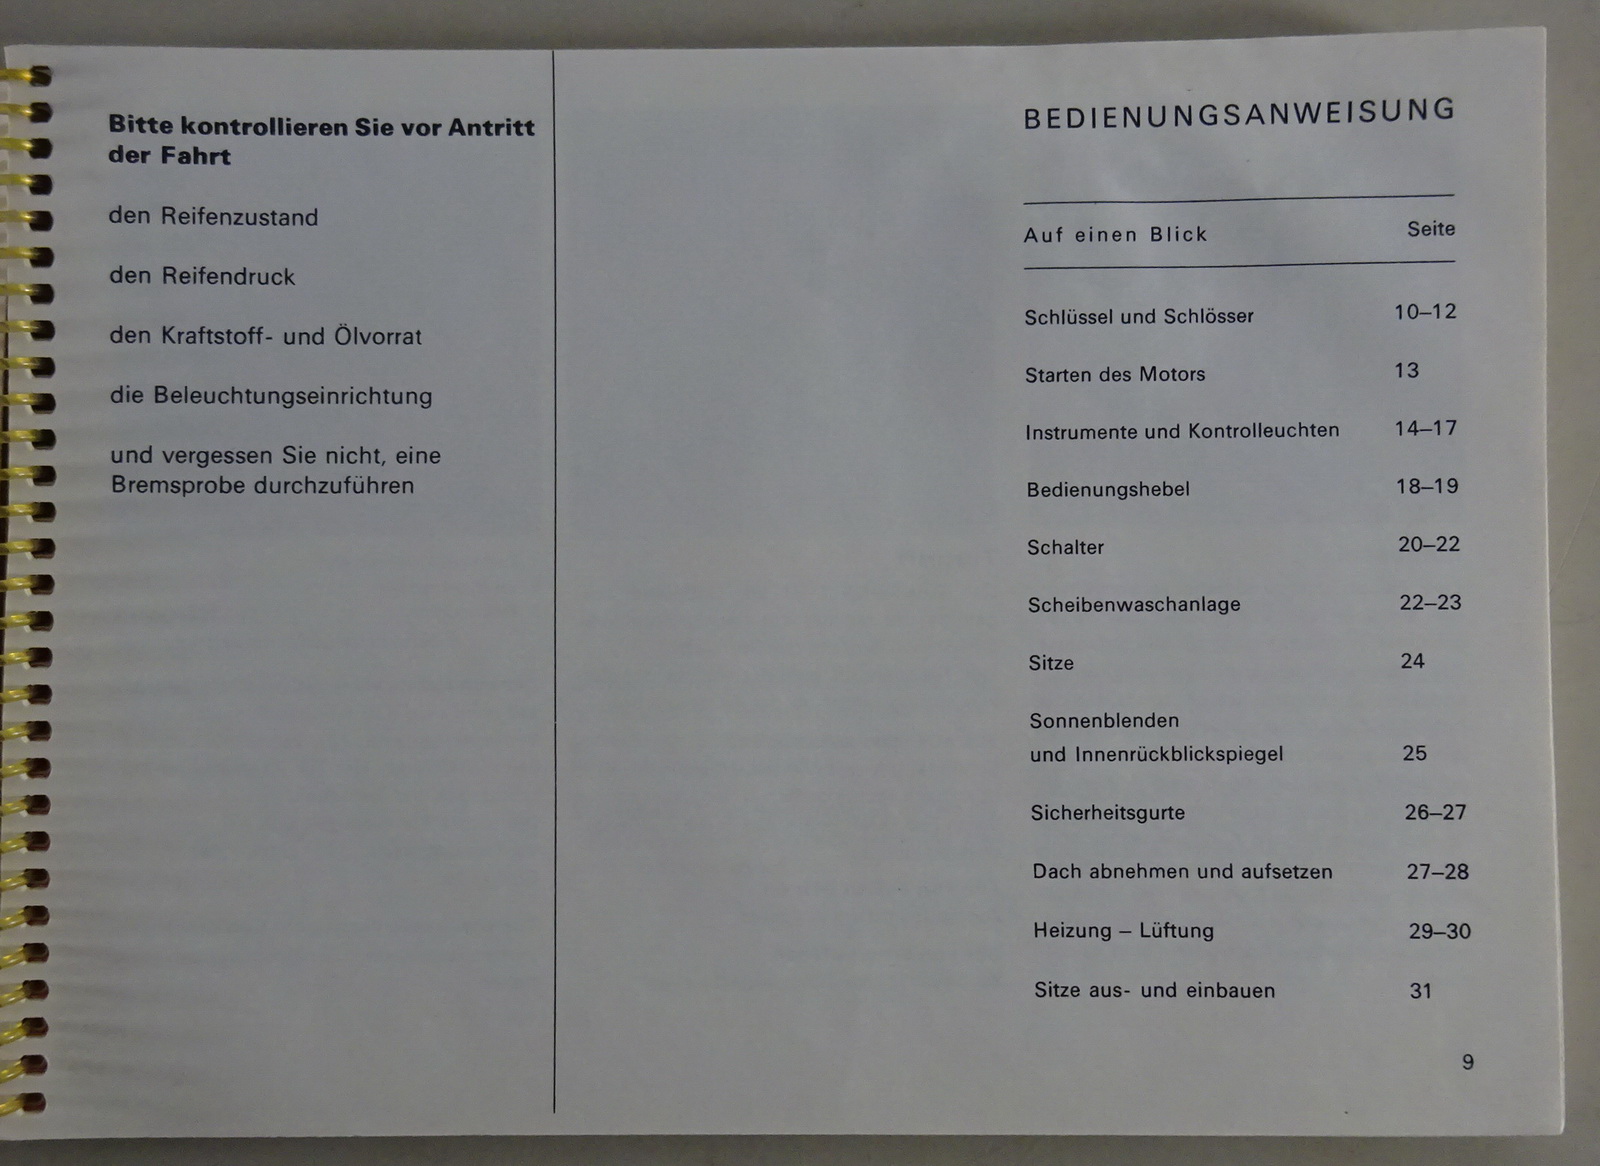 Bitte kontrollieren Sie vor Antritt
der Fahrt
den Reifenzustand
den Reifendruck
den Kraftstoff- und Ölvorrat
die Beleuchtungseinrichtung
und vergessen Sie nicht, eine
Bremsprobe durchzuführen
BEDIENUNGSANWEISUNG
Auf einen Blick Seite
Schlüssel und Schlösser 10–12
Starten des Motors 13
Instrumente und Kontrolleuchten 14–17
Bedienungshebel 18–19
Schalter 20–22
Scheibenwaschanlage 22–23
Sitze 24
Sonnenblenden
und Innenrückblickspiegel 25
Sicherheitsgurte 26–27
Dach abnehmen und aufsetzen 27–28
Heizung – Lüftung 29–30
Sitze aus- und einbauen 31
9